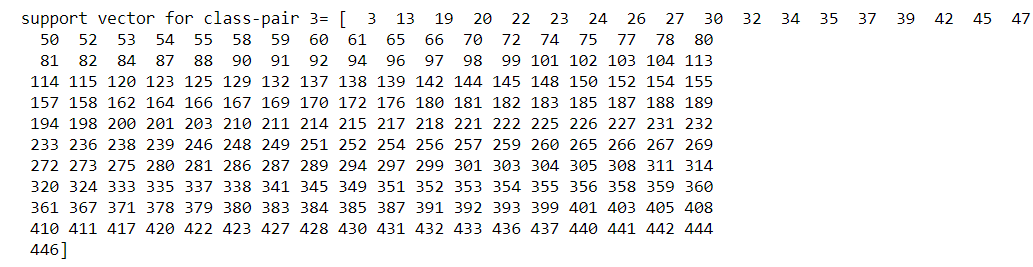 support vector for class-pair 3= [  3  13  19  20  22  23  24  26  27  30  32  34  35  37  39  42  45  47
  50  52  53  54  55  58  59  60  61  65  66  70  72  74  75  77  78  80
  81  82  84  87  88  90  91  92  94  96  97  98  99 101 102 103 104 113
 114 115 120 123 125 129 132 137 138 139 142 144 145 148 150 152 154 155
 157 158 162 164 166 167 169 170 172 176 180 181 182 183 185 187 188 189
 194 198 200 201 203 210 211 214 215 217 218 221 222 225 226 227 231 232
 233 236 238 239 246 248 249 251 252 254 256 257 259 260 265 266 267 269
 272 273 275 280 281 286 287 289 294 297 299 301 303 304 305 308 311 314
 320 324 333 335 337 338 341 345 349 351 352 353 354 355 356 358 359 360
 361 367 371 378 379 380 383 384 385 387 391 392 393 399 401 403 405 408
 410 411 417 420 422 423 427 428 430 431 432 433 436 437 440 441 442 444
 446]